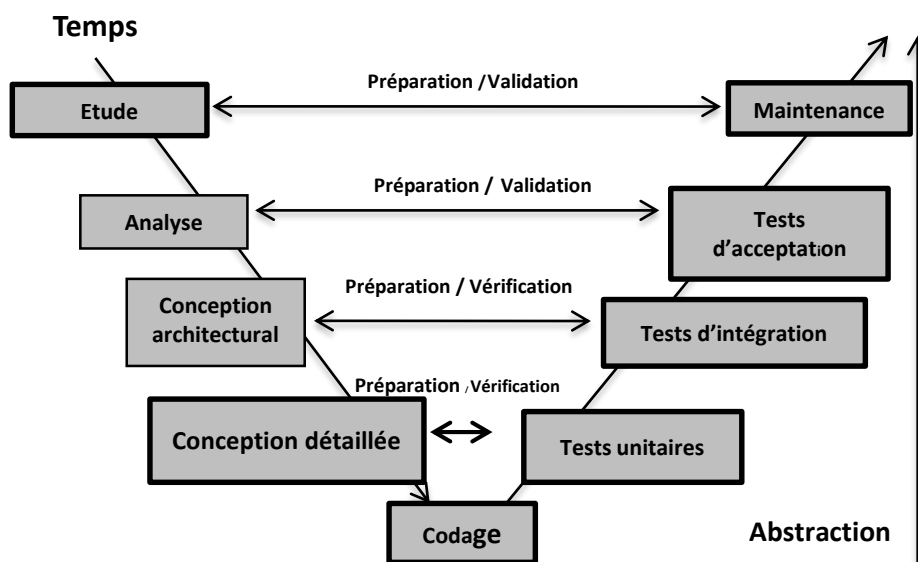 Temps
Préparation /Validation
Etude
Maintenance
Préparation / Validation
Analyse
Tests
d’acceptation
Préparation / Vérification
Conception
architectural
Tests d’intégration
Préparation / Vérification
Conception détaillée
Tests unitaires
Codage
Abstraction